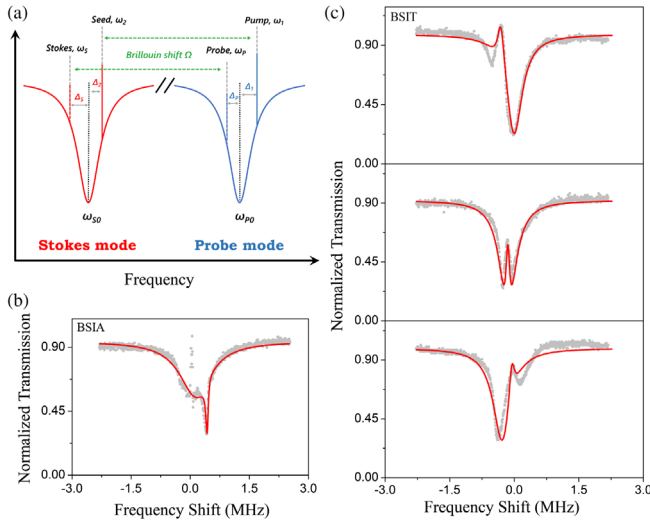 (a)
Seed, ω₂
Pump, ω₁
Stokes, ωS
Brillouin shift Ω
Probe, ωP
ΔS
Δ2
ΔP
Δ1
//
ωS0
ωP0
Stokes mode
Probe mode
Frequency
(b)
BSIA
Normalized Transmission
0.90
0.45
0.00
-3.0
-1.5
0.0
1.5
3.0
Frequency Shift (MHz)
(c)
BSIT
Normalized Transmission
0.90
0.45
0.00
0.90
0.45
0.00
0.90
0.45
0.00
-3.0
-1.5
0.0
1.5
3.0
Frequency Shift (MHz)